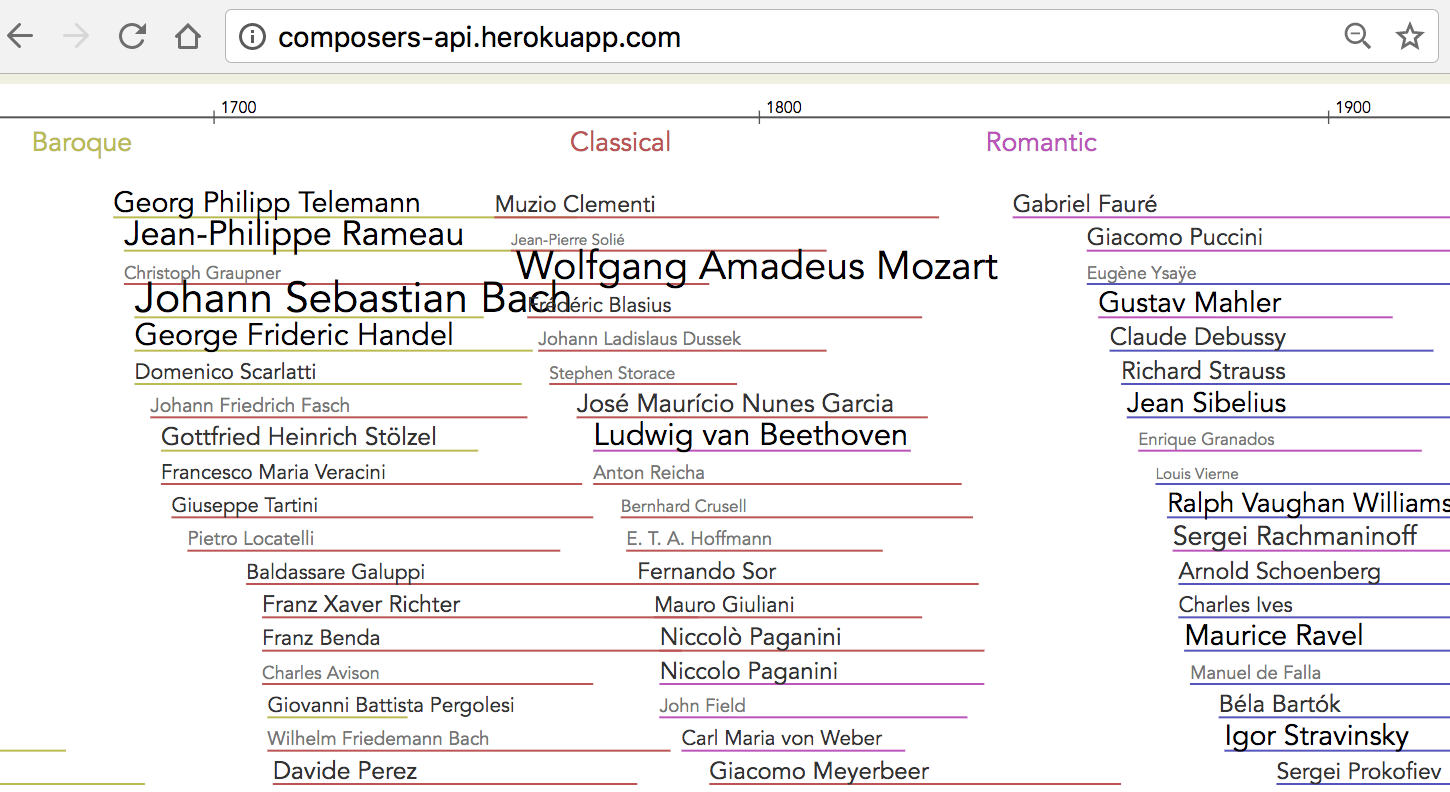 composers-api.herokuapp.com
1700 1800 1900
Baroque Classical Romantic
Georg Philipp Telemann Muzio Clementi Gabriel Fauré
Jean-Philippe Rameau Jean-Pierre Solié Giacomo Puccini
Christoph Graupner Wolfgang Amadeus Mozart Eugène Ysaÿe
Johann Sebastian Bach Frédéric Blasius Gustav Mahler
George Frideric Handel Johann Ladislaus Dussek Claude Debussy
Domenico Scarlatti Stephen Storace Richard Strauss
Johann Friedrich Fasch José Maurício Nunes Garcia Jean Sibelius
Gottfried Heinrich Stölzel Ludwig van Beethoven Enrique Granados
Francesco Maria Veracini Anton Reicha Louis Vierne
Giuseppe Tartini Bernhard Crusell Ralph Vaughan Williams
Pietro Locatelli E. T. A. Hoffmann Sergei Rachmaninoff
Baldassare Galuppi Fernando Sor Arnold Schoenberg
Franz Xaver Richter Mauro Giuliani Charles Ives
Franz Benda Niccolò Paganini Maurice Ravel
Charles Avison Niccolo Paganini Manuel de Falla
Giovanni Battista Pergolesi John Field Béla Bartók
Wilhelm Friedemann Bach Carl Maria von Weber Igor Stravinsky
Davide Perez Giacomo Meyerbeer Sergei Prokofiev